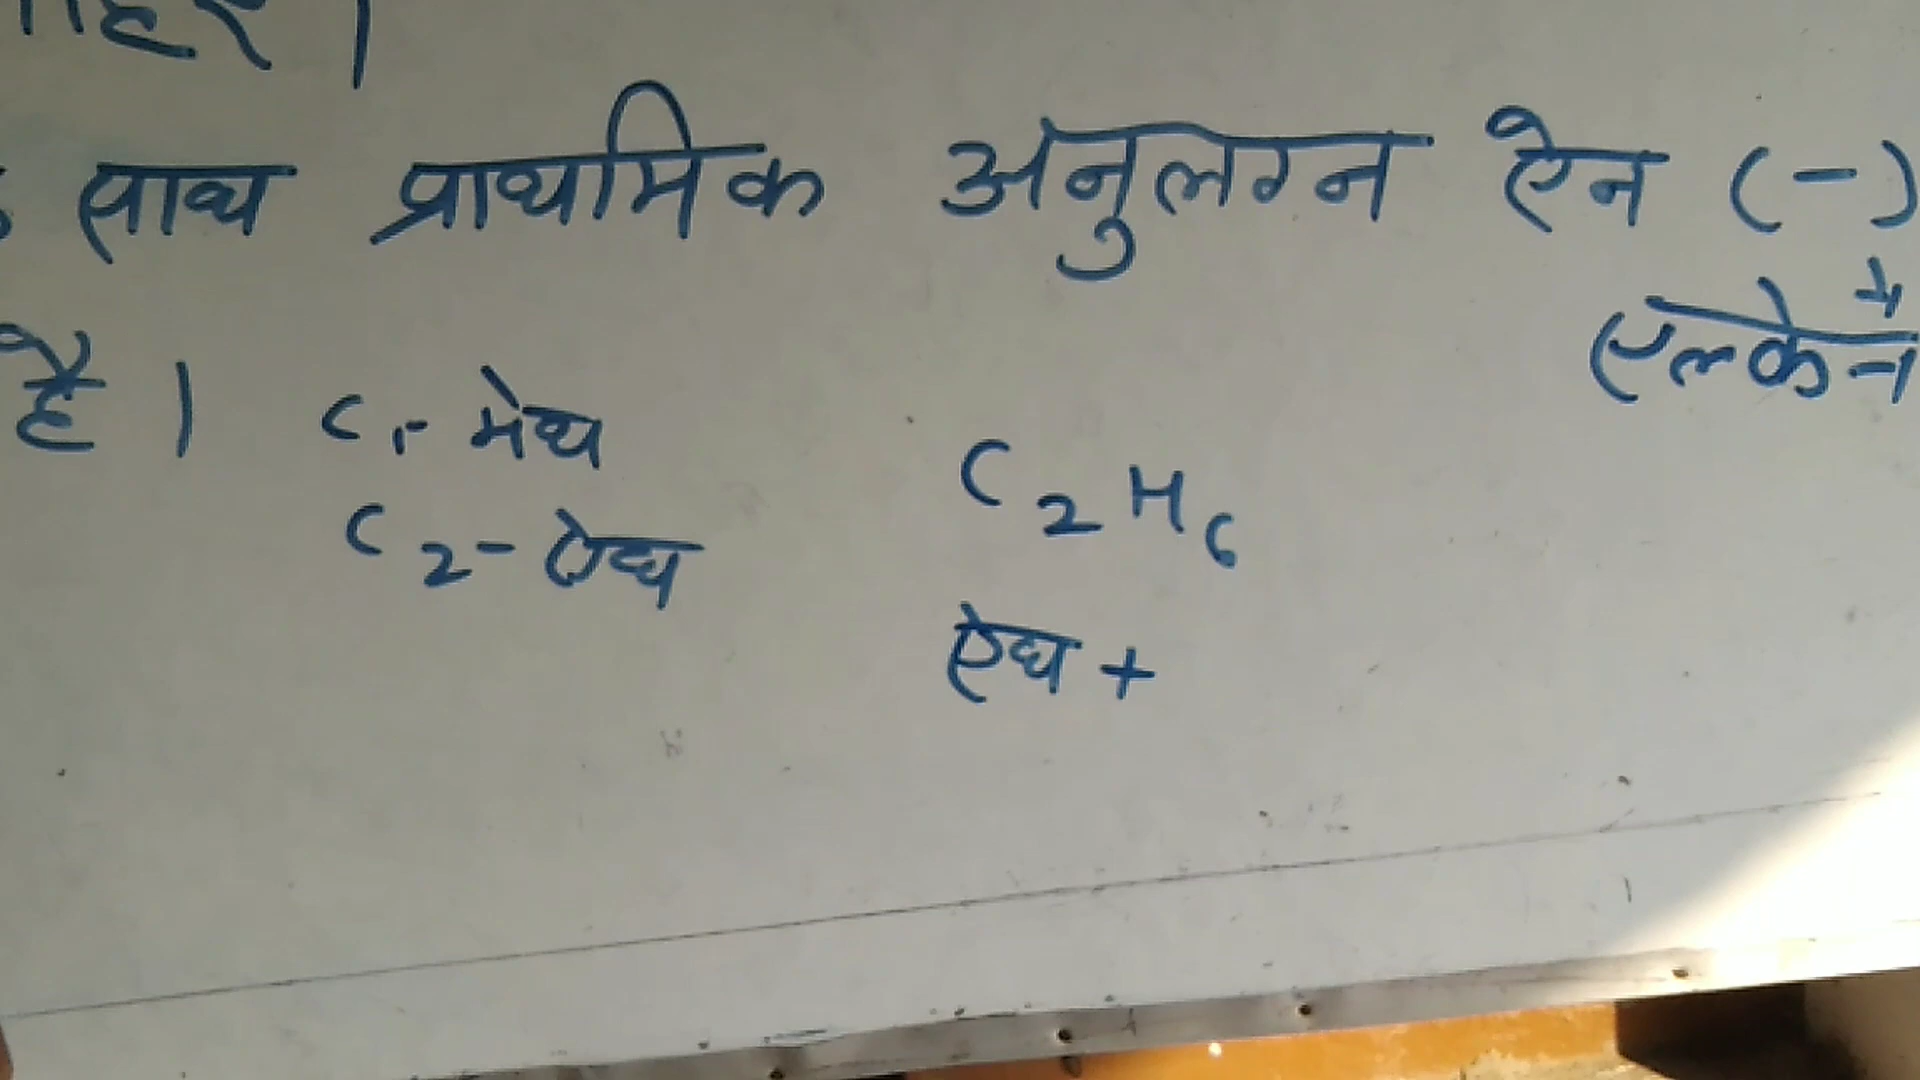 साथ प्राथमिक अनुलग्न ऐन (-)
है। C1- मेथ
एल्केन
C2- ऐथ
C2H6
ऐथ +